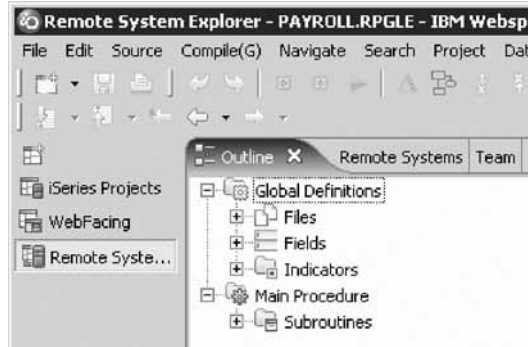 Remote System Explorer - PAYROLL.RPGLE - IBM Websp
File Edit Source Compile(G) Navigate Search Project Dat
Outline Remote Systems Team
iSeries Projects
WebFacing
Remote Syste...
Global Definitions
Files
Fields
Indicators
Main Procedure
Subroutines